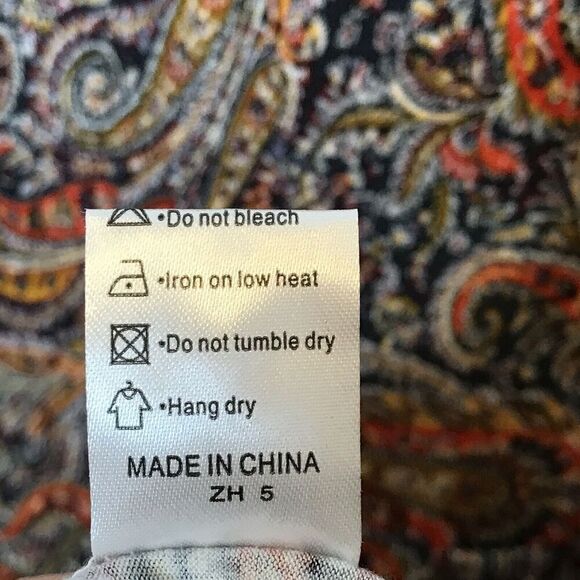 •Do not bleach
•Iron on low heat
•Do not tumble dry
•Hang dry
MADE IN CHINA
ZH 5